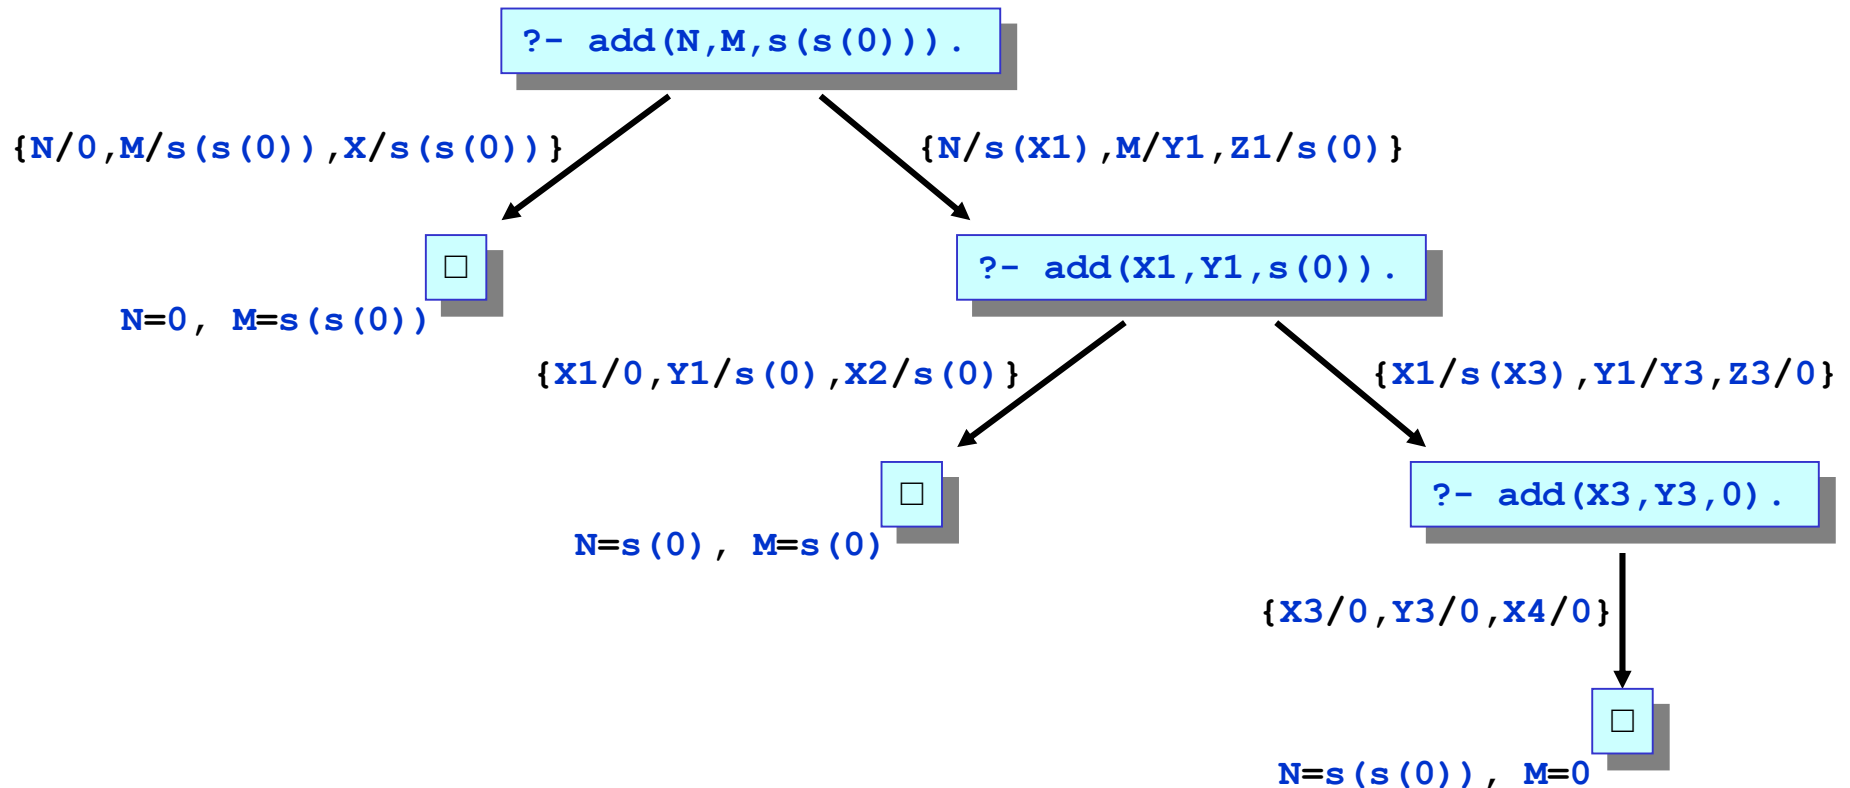 ?- add(N,M,s(s(0))).
{N/0,M/s(s(0)),X/s(s(0))}
{N/s(X1),M/Y1,Z1/s(0)}
□
?- add(X1,Y1,s(0)).
N=0, M=s(s(0))
{X1/0,Y1/s(0),X2/s(0)}
{X1/s(X3),Y1/Y3,Z3/0}
□
?- add(X3,Y3,0).
N=s(0), M=s(0)
{X3/0,Y3/0,X4/0}
□
N=s(s(0)), M=0